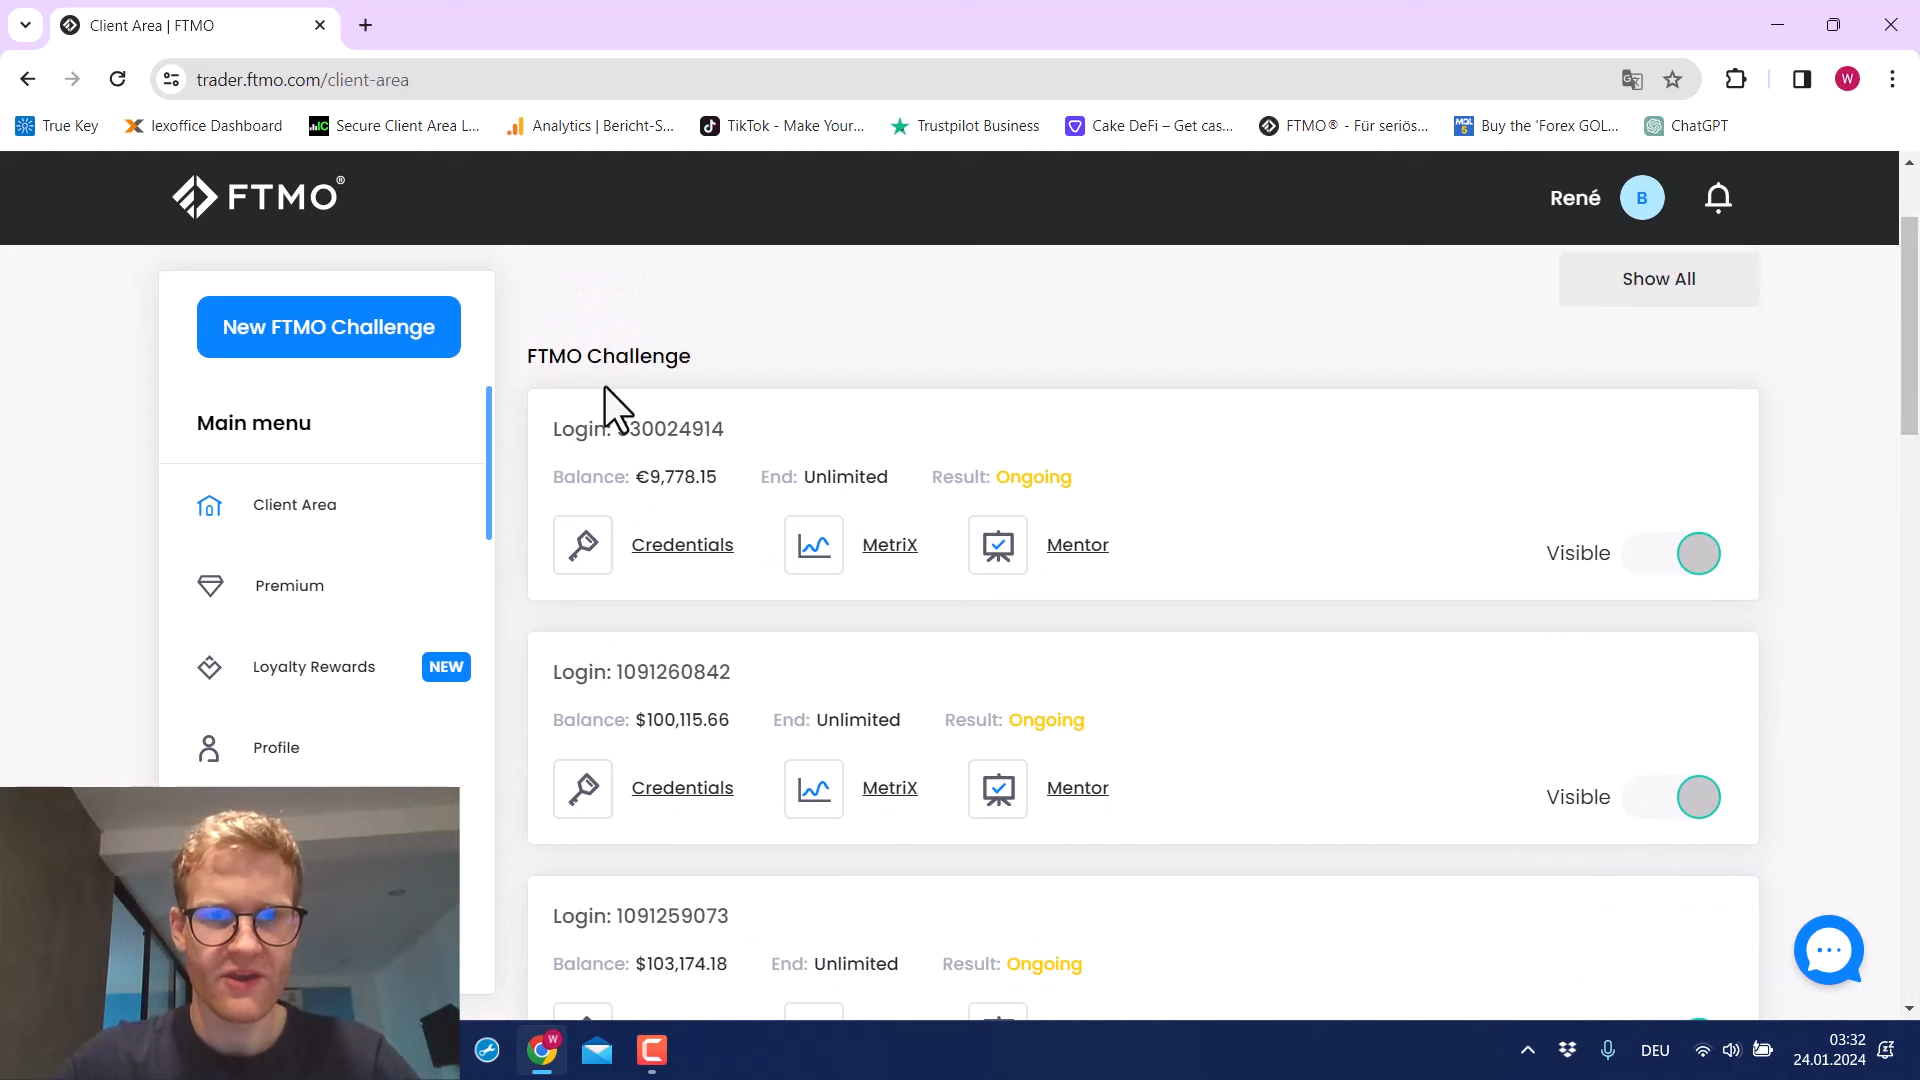 Client Area | FTMO
trader.ftmo.com/client-area
W
True Key
lexoffice Dashboard
Secure Client Area L...
Analytics | Bericht-S...
TikTok - Make Your...
Trustpilot Business
Cake DeFi – Get cas...
FTMO® - Für seriös...
Buy the 'Forex GOL...
ChatGPT
FTMO®
René
B
Show All
New FTMO Challenge
Main menu
Client Area
Premium
Loyalty Rewards
NEW
Profile
FTMO Challenge
Login: 30024914
Balance: €9,778.15 End: Unlimited Result: Ongoing
Credentials MetriX Mentor
Visible
Login: 1091260842
Balance: $100,115.66 End: Unlimited Result: Ongoing
Credentials MetriX Mentor
Visible
Login: 1091259073
Balance: $103,174.18 End: Unlimited Result: Ongoing
W
DEU
03:32
24.01.2024